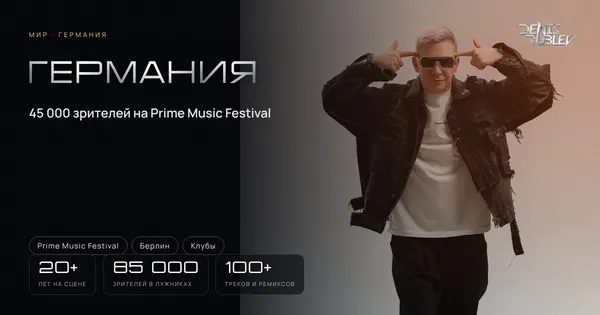 МИР · ГЕРМАНИЯ
DENIS
RUBLEV
ГЕРМАНИЯ
45 000 зрителей на Prime Music Festival
Prime Music Festival Берлин Клубы
20+ 85 000 100+
ЛЕТ НА СЦЕНЕ ЗРИТЕЛЕЙ В ЛУЖНИКАХ ТРЕКОВ И РЕМИКСОВ